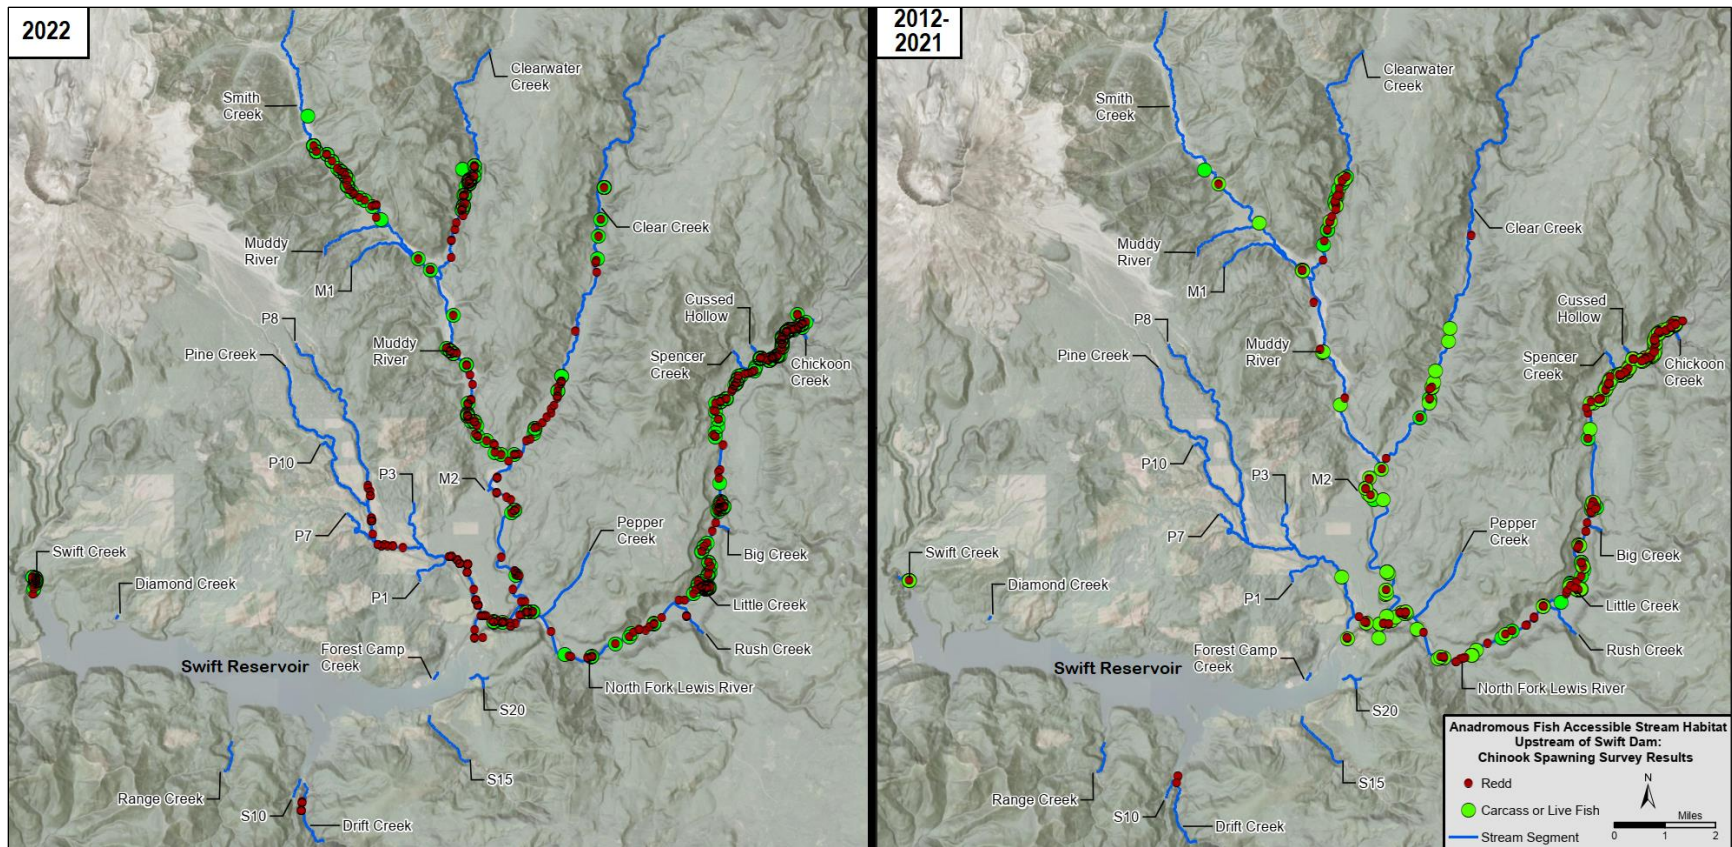 2022
Clearwater
Creek
Smith
Creek
Clear Creek
Muddy
River
M1
Cussed
Hollow
P8
Muddy
River
Pine Creek
Spencer
Creek
Chickoon
Creek
P10
P3
M2
P7
Pepper
Creek
Big Creek
Swift Creek
Diamond Creek
P1
Little Creek
Forest Camp
Creek
Rush Creek
Swift Reservoir
North Fork Lewis River
S20
S15
Range Creek
S10
Drift Creek
2012-
2021
Clearwater
Creek
Smith
Creek
Clear Creek
Muddy
River
M1
Cussed
Hollow
P8
Muddy
River
Pine Creek
Spencer
Creek
Chickoon
Creek
P10
P3
M2
P7
Pepper
Creek
Big Creek
Swift Creek
Diamond Creek
P1
Little Creek
Forest Camp
Creek
Rush Creek
Swift Reservoir
North Fork Lewis River
S20
S15
Range Creek
S10
Drift Creek
Anadromous Fish Accessible Stream Habitat
Upstream of Swift Dam:
Chinook Spawning Survey Results
Redd
Carcass or Live Fish
Stream Segment
N
Miles
0 1 2